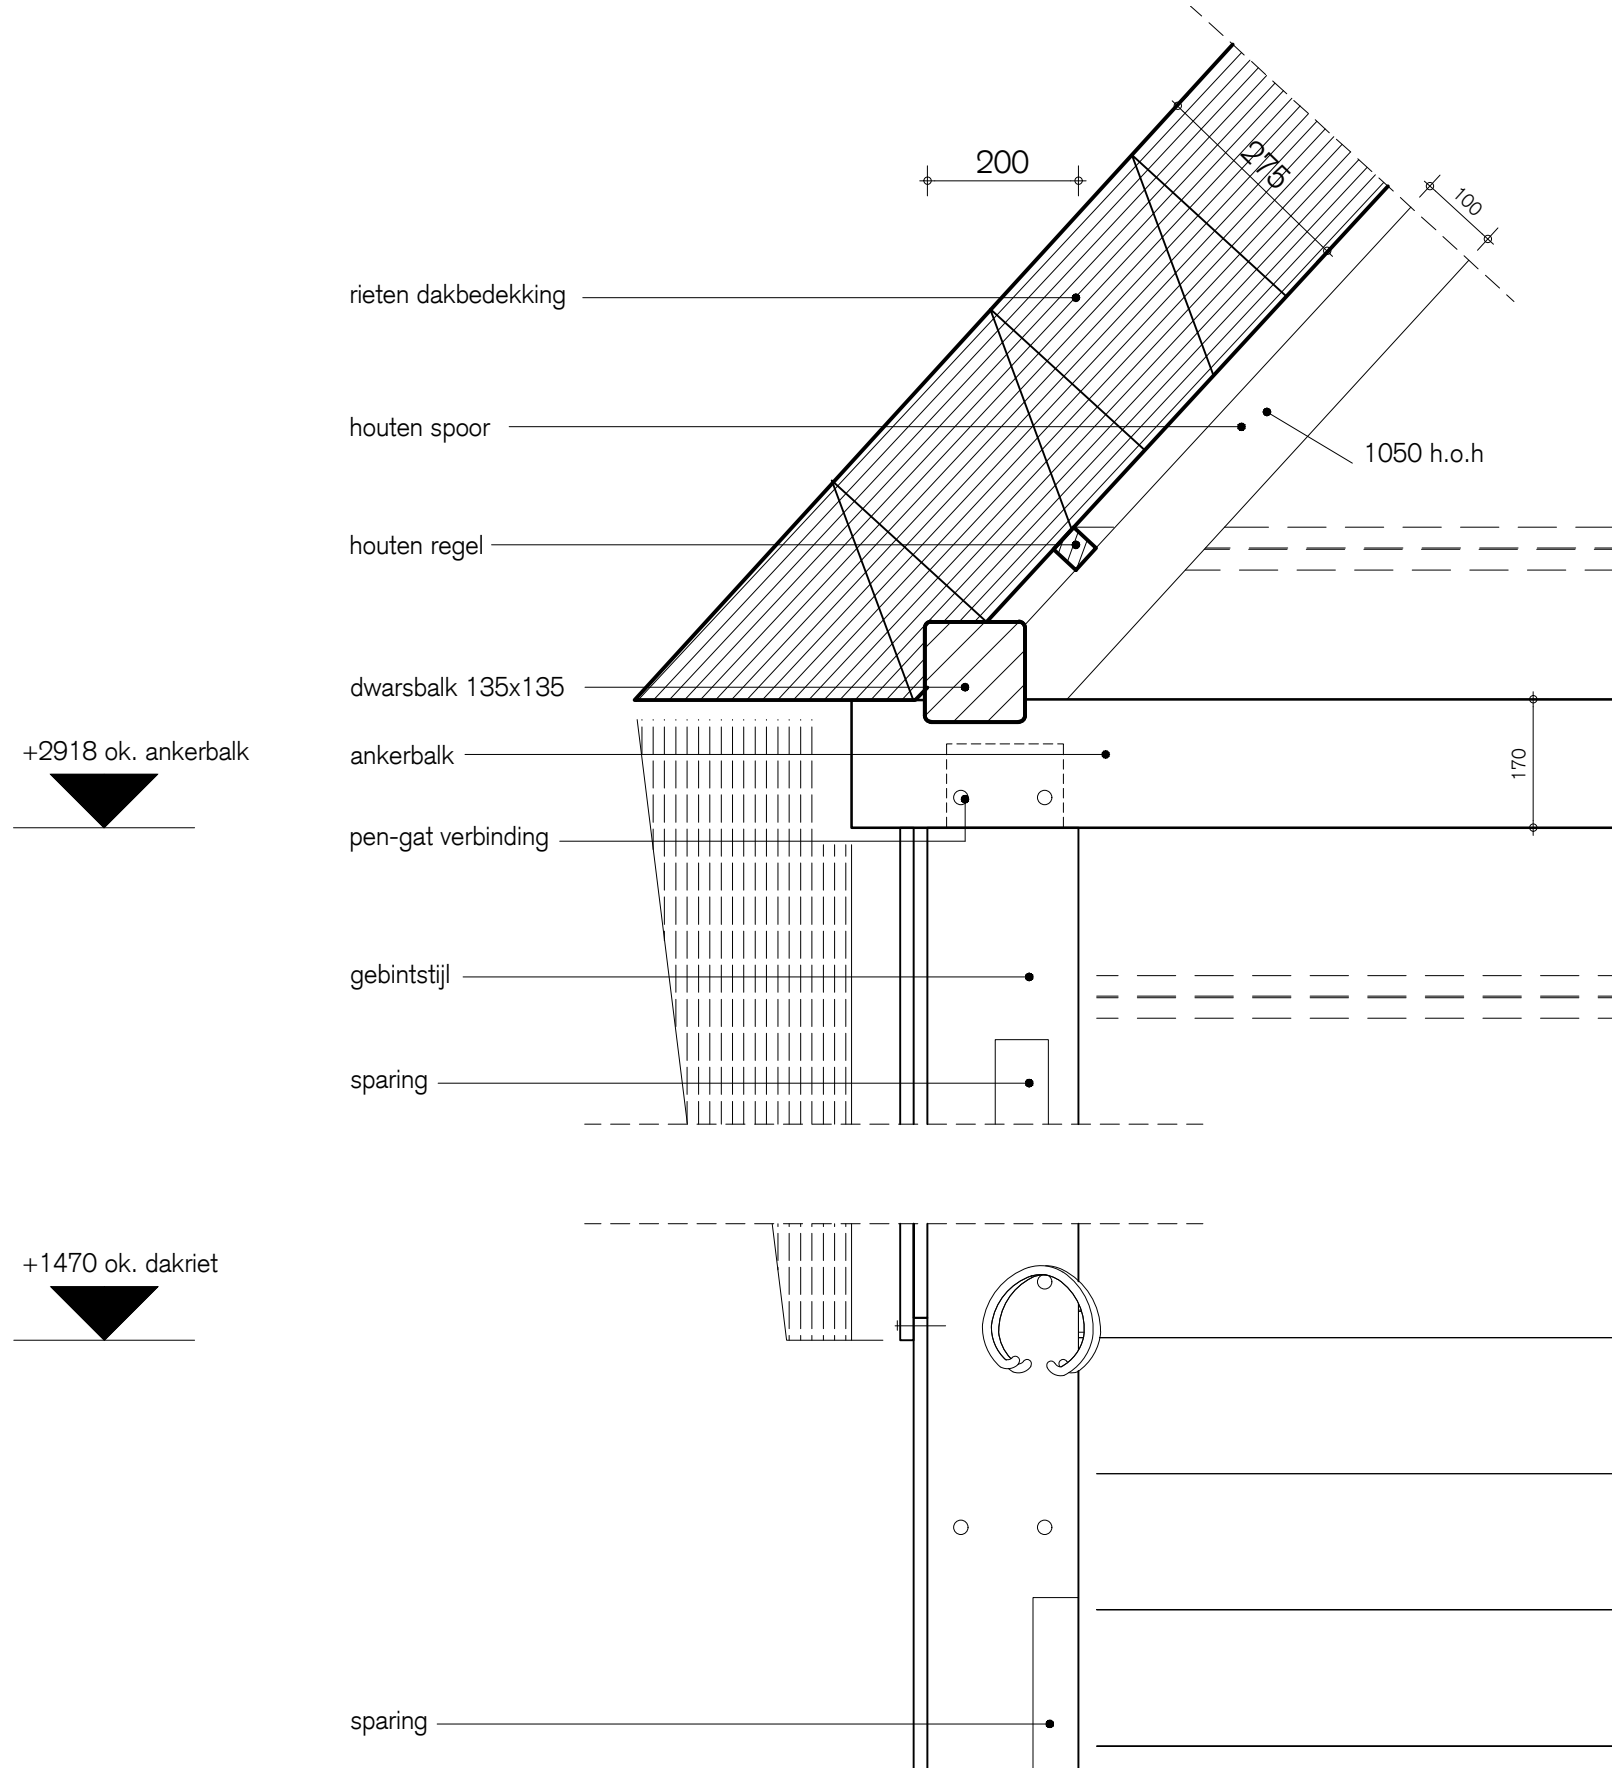 200
275
100
rieten dakbedekking
houten spoor
1050 h.o.h
houten regel
dwarsbalk 135x135
+2918 ok. ankerbalk
ankerbalk
170
pen-gat verbinding
gebintstijl
sparing
+1470 ok. dakriet
sparing